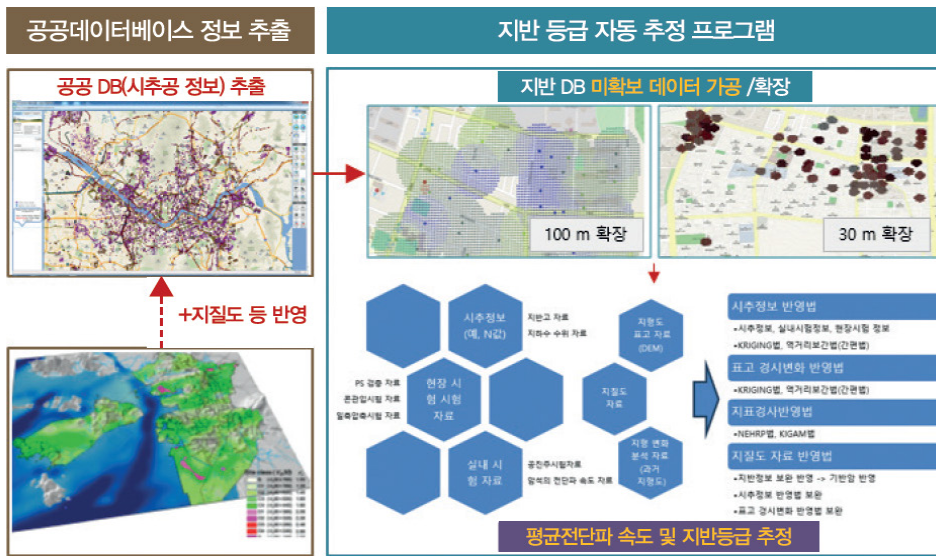 공공데이터베이스 정보 추출
공공 DB(시추공 정보) 추출
+지질도 등 반영
지반 등급 자동 추정 프로그램
지반 DB 미확보 데이터 가공 /확장
100 m 확장
30 m 확장
시추정보
(예, N값)
지반고 자료
지하수 수위 자료
PS 검증 자료
콘관입시험 자료
일축압축시험 자료
현장 시
험 시험
자료
실내 시
험 자료
공진주시험자료
암석의 전단파 속도 자료
지형도
표고 자료
(DEM)
지질도
자료
지형 변화
분석 자료
(과거
지형도)
시추정보 반영법
•시추정보, 실내시험정보, 현장시험 정보
•KRIGING법, 역거리보간법(간편법)
표고 경시변화 반영법
•KRIGING법, 역거리보간법(간편법)
지표경사반영법
•NEHRP법, KIGAM법
지질도 자료 반영법
•지반정보 보완 반영 -> 기반암 반영
•시추정보 반영법 보완
•표고 경시변화 반영법 보완
평균전단파 속도 및 지반등급 추정